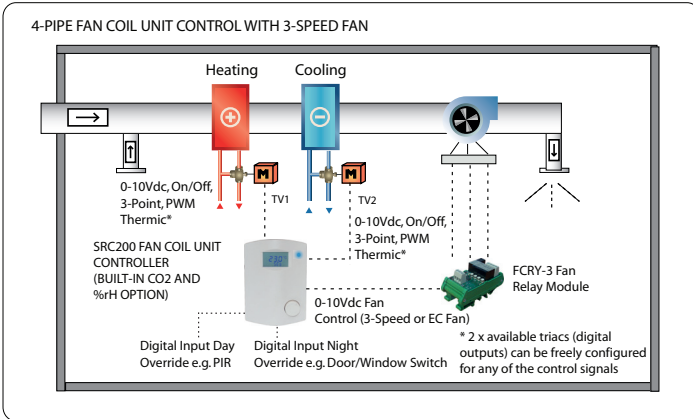 4-PIPE FAN COIL UNIT CONTROL WITH 3-SPEED FAN
Heating
Cooling
0-10Vdc, On/Off,
3-Point, PWM
Thermic*
M
TV1
M
TV2
0-10Vdc, On/Off,
3-Point, PWM
Thermic*
SRC200 FAN COIL UNIT
CONTROLLER
(BUILT-IN CO2 AND
%rH OPTION)
FCRY-3 Fan
Relay Module
0-10Vdc Fan
Control (3-Speed or EC Fan)
Digital Input Day
Override e.g. PIR
Digital Input Night
Override e.g. Door/Window Switch
* 2 x available triacs (digital
outputs) can be freely configured
for any of the control signals